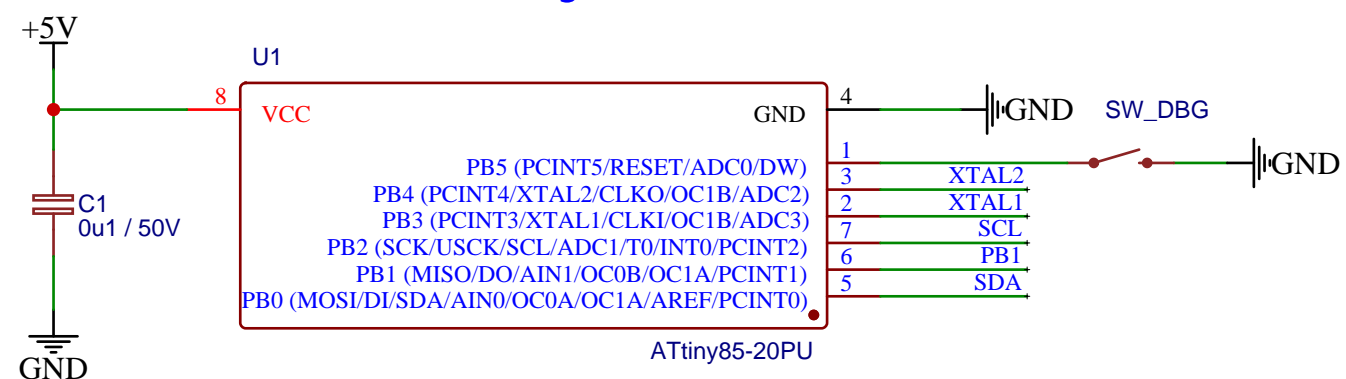 +5V
U1
8
VCC
GND
4
GND
SW_DBG
PB5 (PCINT5/RESET/ADC0/DW)
1
GND
PB4 (PCINT4/XTAL2/CLKO/OC1B/ADC2)
3
XTAL2
PB3 (PCINT3/XTAL1/CLKI/OC1B/ADC3)
2
XTAL1
PB2 (SCK/USCK/SCL/ADC1/T0/INT0/PCINT2)
7
SCL
PB1 (MISO/DO/AIN1/OC0B/OC1A/PCINT1)
6
PB1
PB0 (MOSI/DI/SDA/AIN0/OC0A/OC1A/AREF/PCINT0)
5
SDA
C1
0u1 / 50V
GND
ATtiny85-20PU